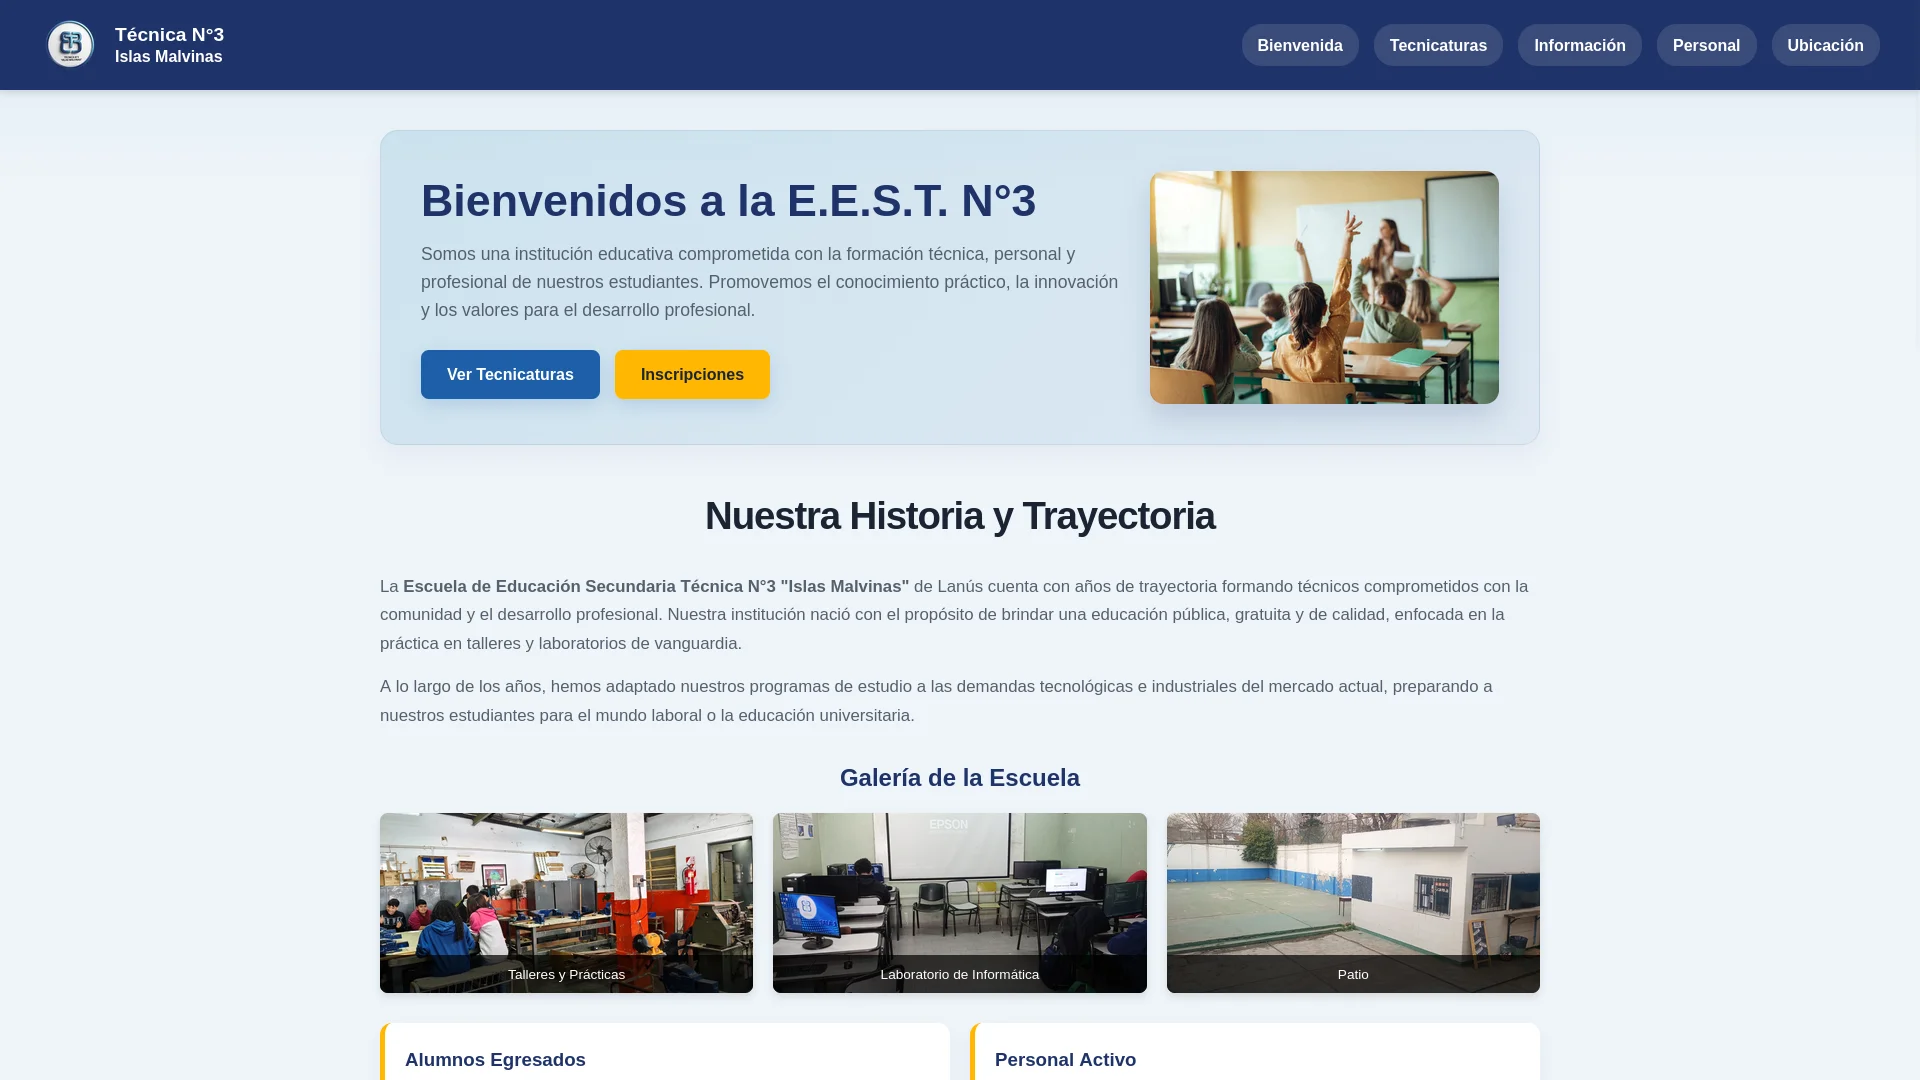 Técnica N°3
Islas Malvinas
Bienvenida
Tecnicaturas
Información
Personal
Ubicación
Bienvenidos a la E.E.S.T. N°3
Somos una institución educativa comprometida con la formación técnica, personal y
profesional de nuestros estudiantes. Promovemos el conocimiento práctico, la innovación
y los valores para el desarrollo profesional.
Ver Tecnicaturas
Inscripciones
Nuestra Historia y Trayectoria
La Escuela de Educación Secundaria Técnica N°3 "Islas Malvinas" de Lanús cuenta con años de trayectoria formando técnicos comprometidos con la
comunidad y el desarrollo profesional. Nuestra institución nació con el propósito de brindar una educación pública, gratuita y de calidad, enfocada en la
práctica en talleres y laboratorios de vanguardia.
A lo largo de los años, hemos adaptado nuestros programas de estudio a las demandas tecnológicas e industriales del mercado actual, preparando a
nuestros estudiantes para el mundo laboral o la educación universitaria.
Galería de la Escuela
EPSON
Talleres y Prácticas
Laboratorio de Informática
Patio
Alumnos Egresados
Personal Activo